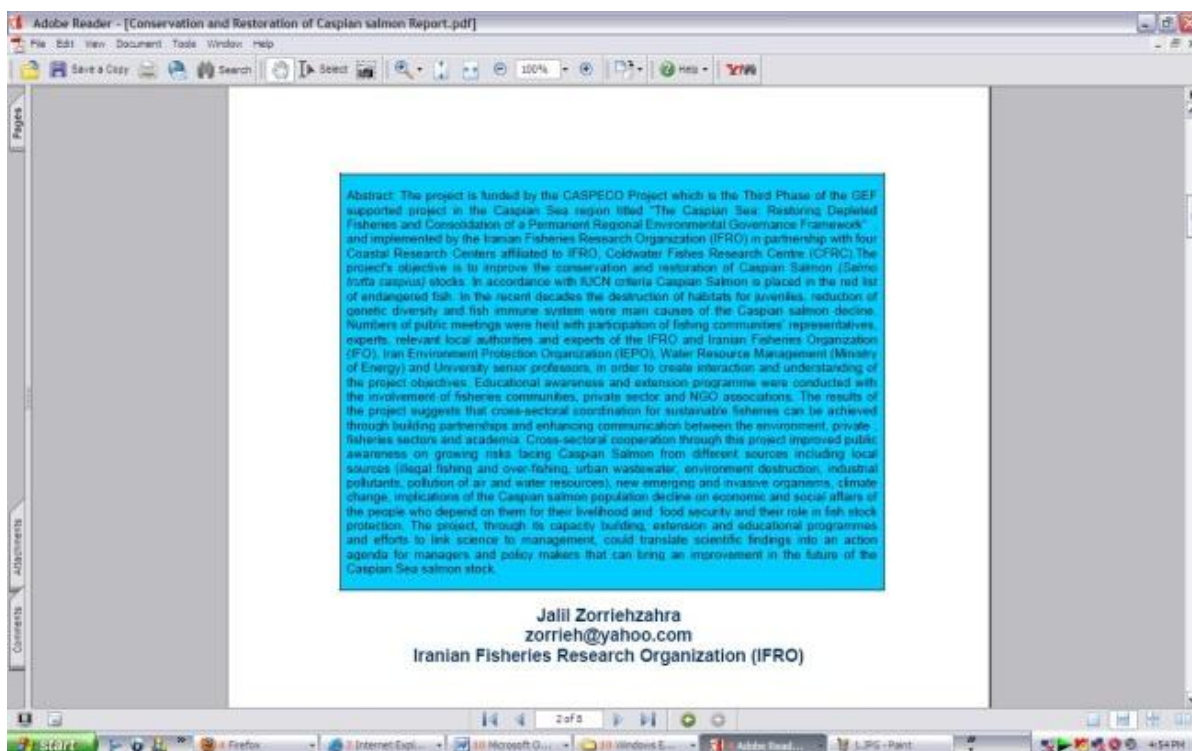 Adobe Reader - [Conservation and Restoration of Caspian salmon Report.pdf]
File Edit View Document Tools Window Help
Save a Copy Search Select 100% Help
Pages
Abstract: The project is funded by the CASPECO Project which is the Third Phase of the GEF
supported project in the Caspian Sea region titled "The Caspian Sea: Restoring Depleted
Fisheries and Consolidation of a Permanent Regional Environmental Governance Framework"
and implemented by the Iranian Fisheries Research Organization (IFRO) in partnership with four
Coastal Research Centers affiliated to IFRO, Coldwater Fishes Research Centre (CFRC).The
project's objective is to improve the conservation and restoration of Caspian Salmon (Salmo
trutta caspius) stocks. In accordance with IUCN criteria Caspian Salmon is placed in the red list
of endangered fish. In the recent decades the destruction of habitats for juveniles, reduction of
genetic diversity and fish immune system were main causes of the Caspian salmon decline.
Numbers of public meetings were held with participation of fishing communities' representatives,
experts, relevant local authorities and experts of the IFRO and Iranian Fisheries Organization
(IFO), Iran Environment Protection Organization (IEPO), Water Resource Management (Ministry
of Energy) and University senior professors, in order to create interaction and understanding of
the project objectives. Educational awareness and extension programme were conducted with
the involvement of fisheries communities, private sector and NGO associations. The results of
the project suggests that cross-sectoral coordination for sustainable fisheries can be achieved
through building partnerships and enhancing communication between the environment, private
fisheries sectors and academia. Cross-sectoral cooperation through this project improved public
awareness on growing risks facing Caspian Salmon from different sources including local
sources (illegal fishing and over-fishing, urban wastewater, environment destruction, industrial
pollutants, pollution of air and water resources), new emerging and invasive organisms, climate
change, implications of the Caspian salmon population decline on economic and social affairs of
the people who depend on them for their livelihood and food security and their role in fish stock
protection. The project, through its capacity building, extension and educational programmes
and efforts to link science to management, could translate scientific findings into an action
agenda for managers and policy makers that can bring an improvement in the future of the
Caspian Sea salmon stock.
Attachments
Comments
Jalil Zorriehzahra
zorrieh@yahoo.com
Iranian Fisheries Research Organization (IFRO)
2 of 8
start Firefox Internet Expl... Microsoft O... Windows E... Adobe Read... 1.JPG - Paint 4:54 PM